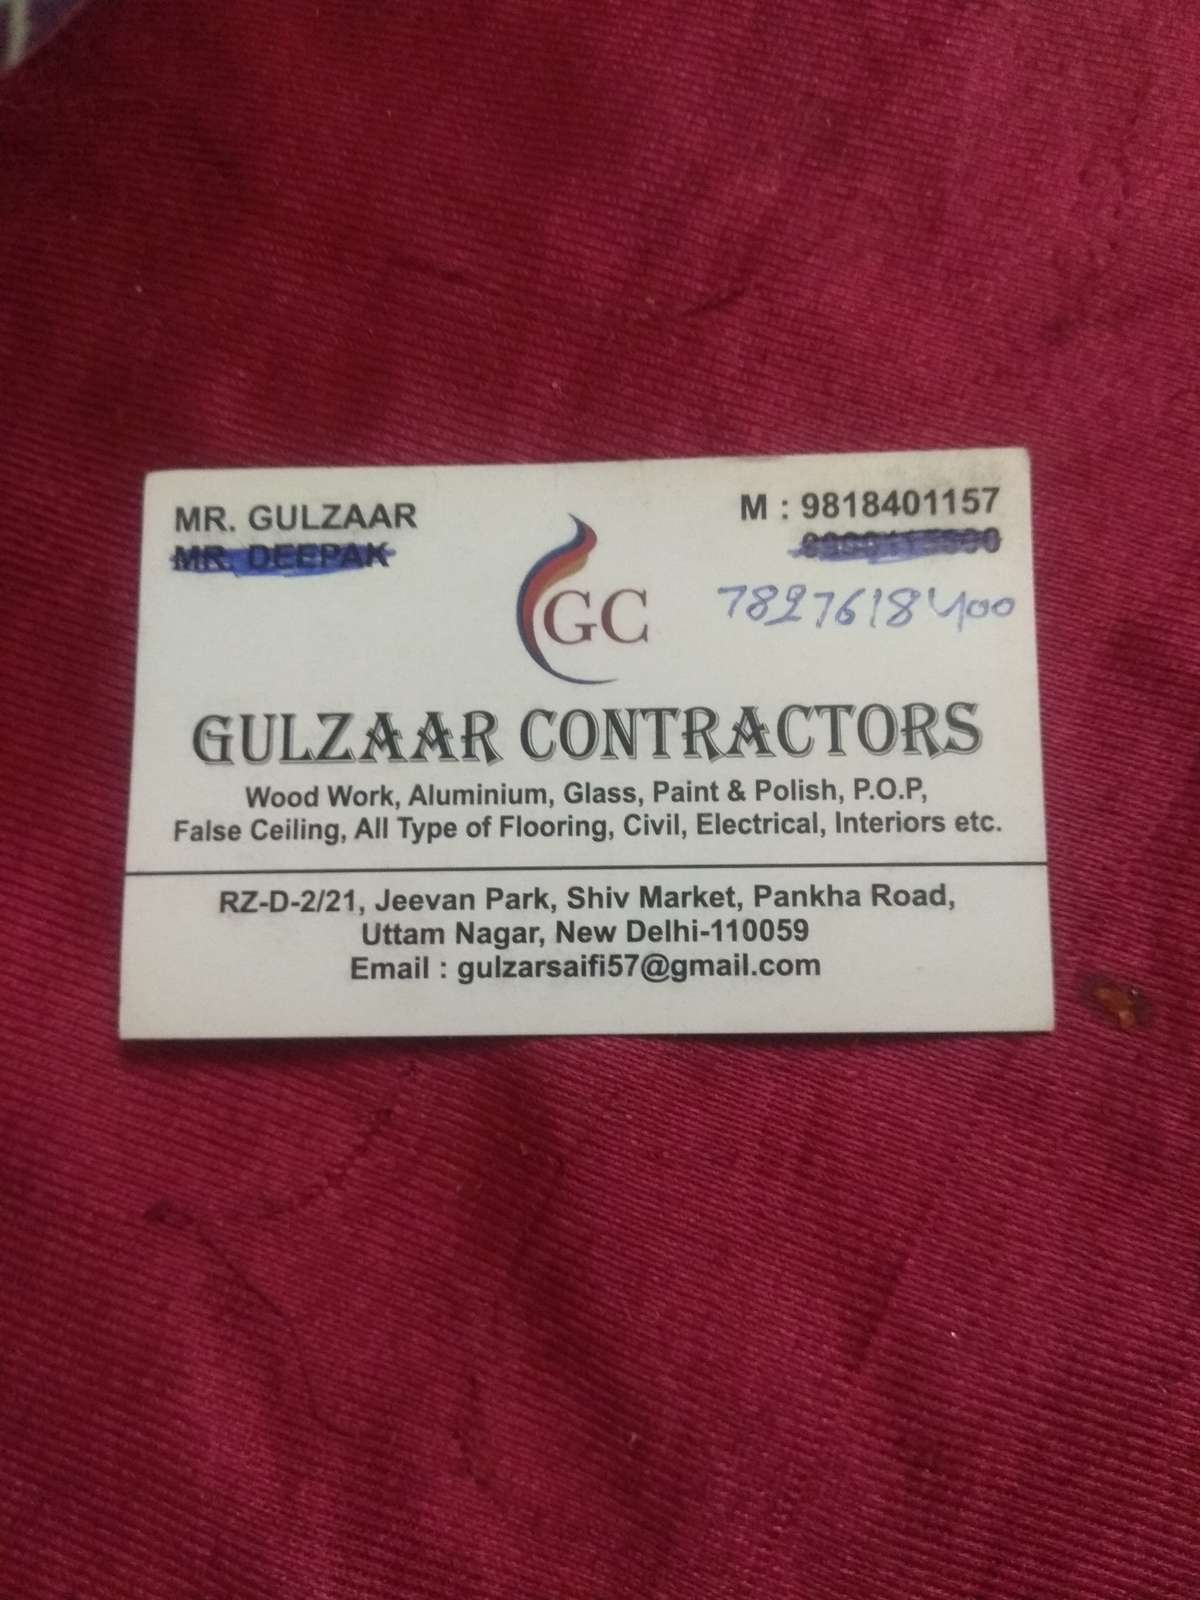 MR. GULZAAR
M : 9818401157
MR. DEEPAK
7827618400
GC
GULZAAR CONTRACTORS
Wood Work, Aluminium, Glass, Paint & Polish, P.O.P,
False Ceiling, All Type of Flooring, Civil, Electrical, Interiors etc.
RZ-D-2/21, Jeevan Park, Shiv Market, Pankha Road,
Uttam Nagar, New Delhi-110059
Email : gulzarsaifi57@gmail.com